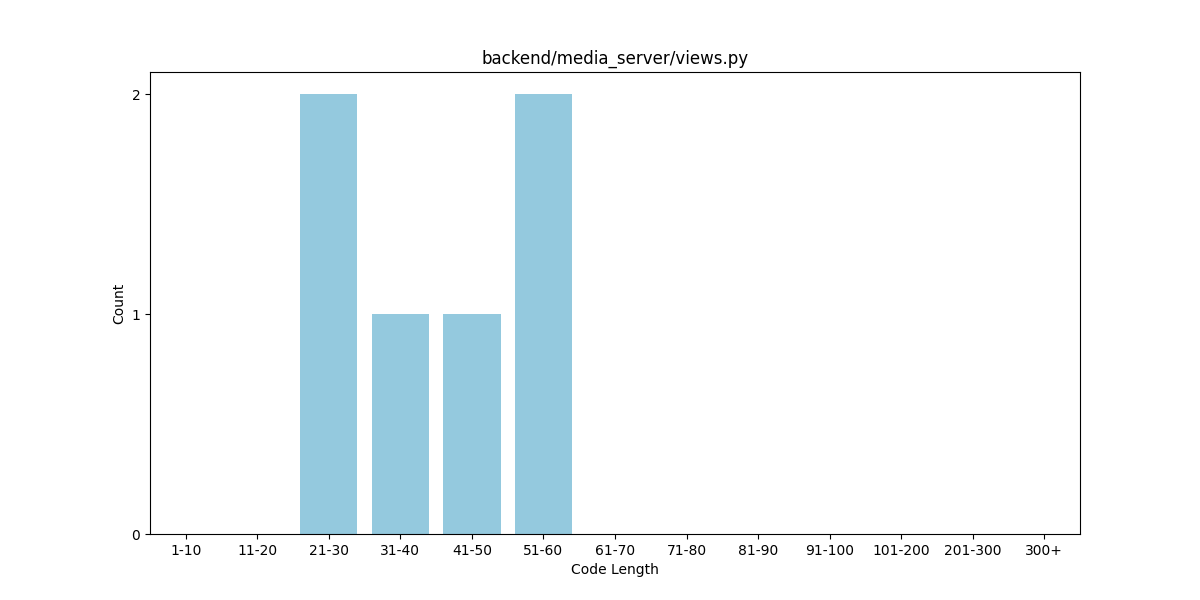 backend/media_server/views.py
Count
2
1
0
1-10 11-20 21-30 31-40 41-50 51-60 61-70 71-80 81-90 91-100 101-200 201-300 300+
Code Length